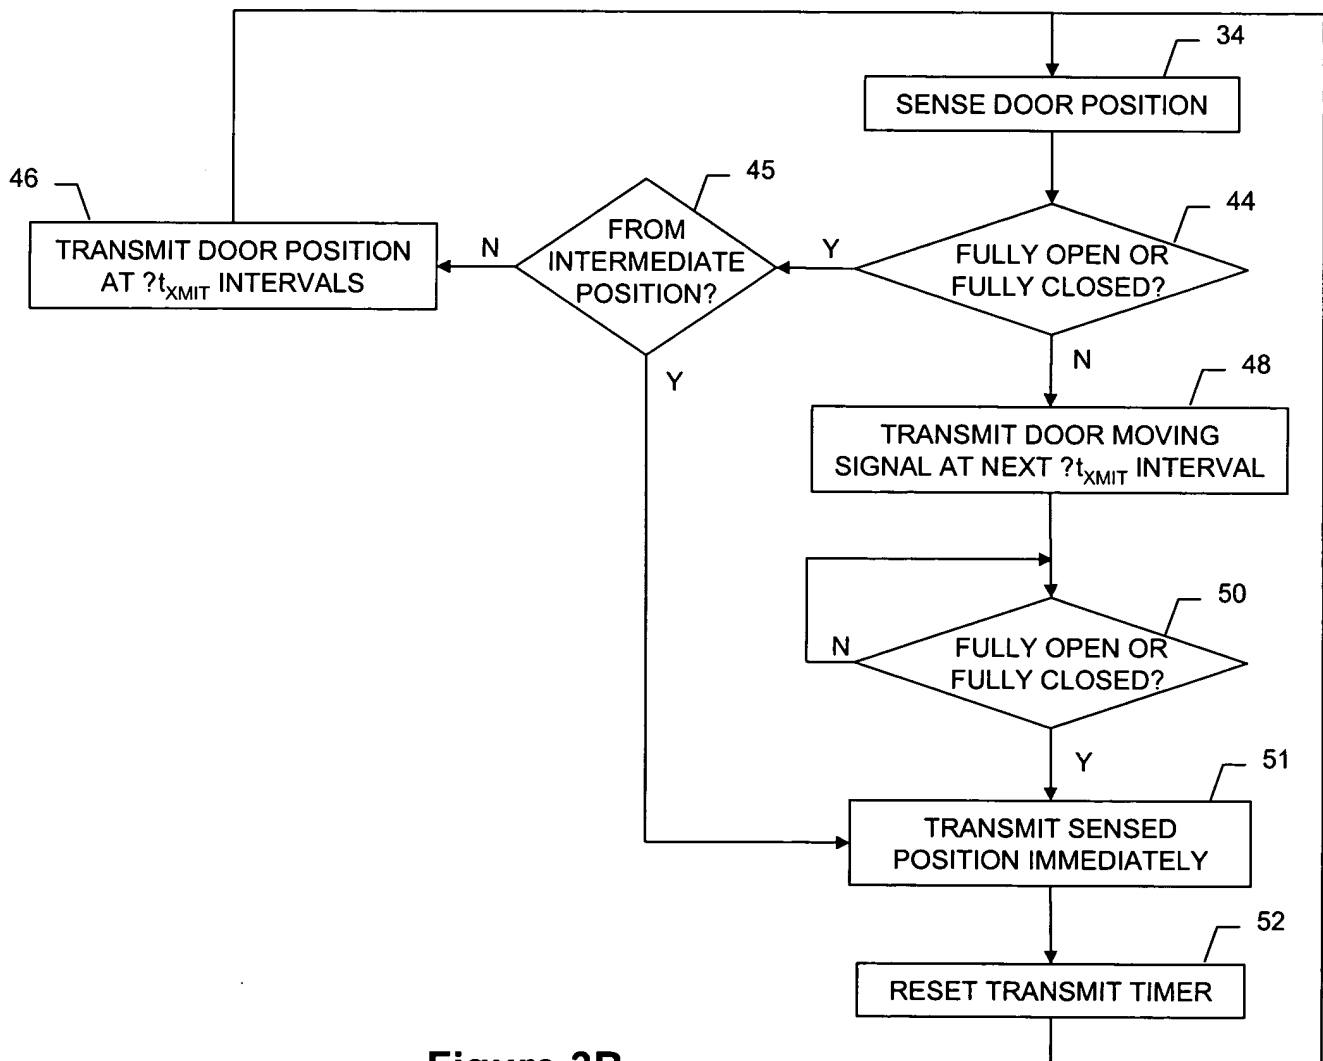 34
SENSE DOOR POSITION
46
45
44
TRANSMIT DOOR POSITION
AT ?tXMIT INTERVALS
N
FROM
INTERMEDIATE
POSITION?
Y
FULLY OPEN OR
FULLY CLOSED?
Y
N
48
TRANSMIT DOOR MOVING
SIGNAL AT NEXT ?tXMIT INTERVAL
50
N
FULLY OPEN OR
FULLY CLOSED?
Y
51
TRANSMIT SENSED
POSITION IMMEDIATELY
52
RESET TRANSMIT TIMER
Figure 3B